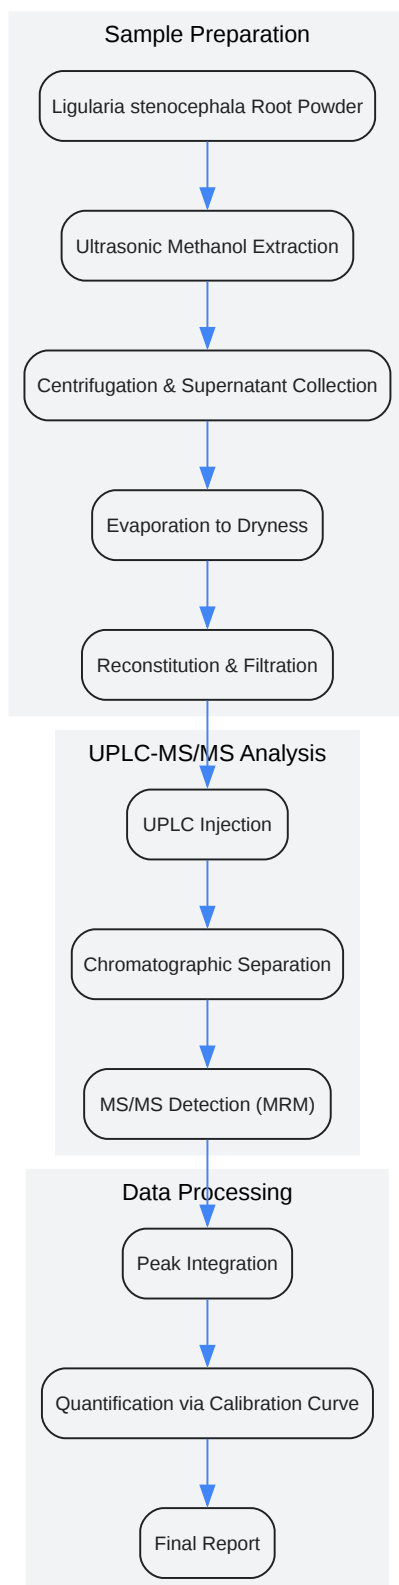 Sample Preparation
Ligularia stenocephala Root Powder
Ultrasonic Methanol Extraction
Centrifugation & Supernatant Collection
Evaporation to Dryness
Reconstitution & Filtration
UPLC-MS/MS Analysis
UPLC Injection
Chromatographic Separation
MS/MS Detection (MRM)
Data Processing
Peak Integration
Quantification via Calibration Curve
Final Report